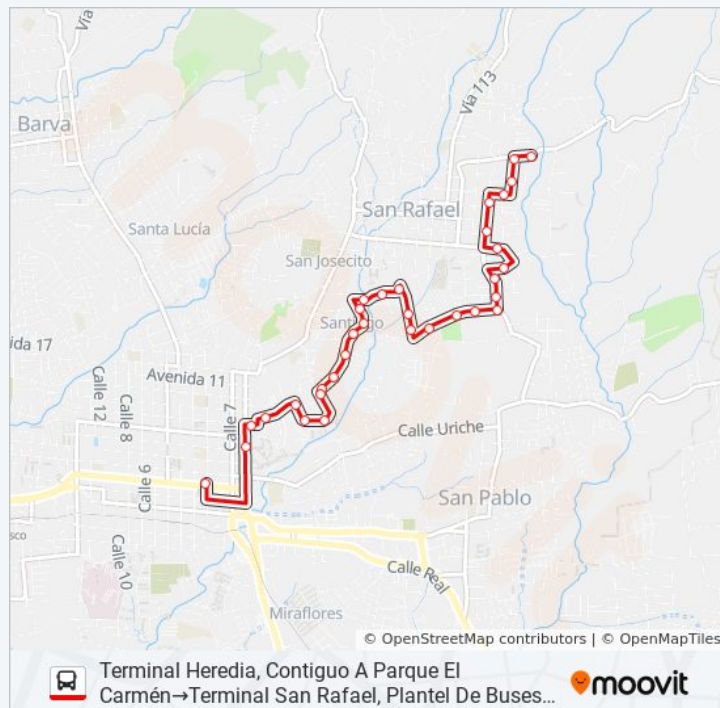 Barva
Vía
Vía 113
San Rafael
Santa Lucía
San Josecito
Santiago
ida 17
Avenida 11
Calle 12
Calle 8
Calle 7
Calle 6
Calle Uriche
San Pablo
sco
Calle 10
Calle Real
Miraflores
© OpenStreetMap contributors | © OpenMapTiles
Terminal Heredia, Contiguo A Parque El
Carmén→Terminal San Rafael, Plantel De Buses...
moovit